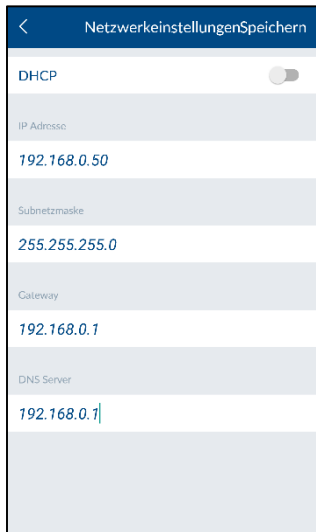 NetzwerkeinstellungenSpeichern
DHCP
IP Adresse
192.168.0.50
Subnetzmaske
255.255.255.0
Gateway
192.168.0.1
DNS Server
192.168.0.1